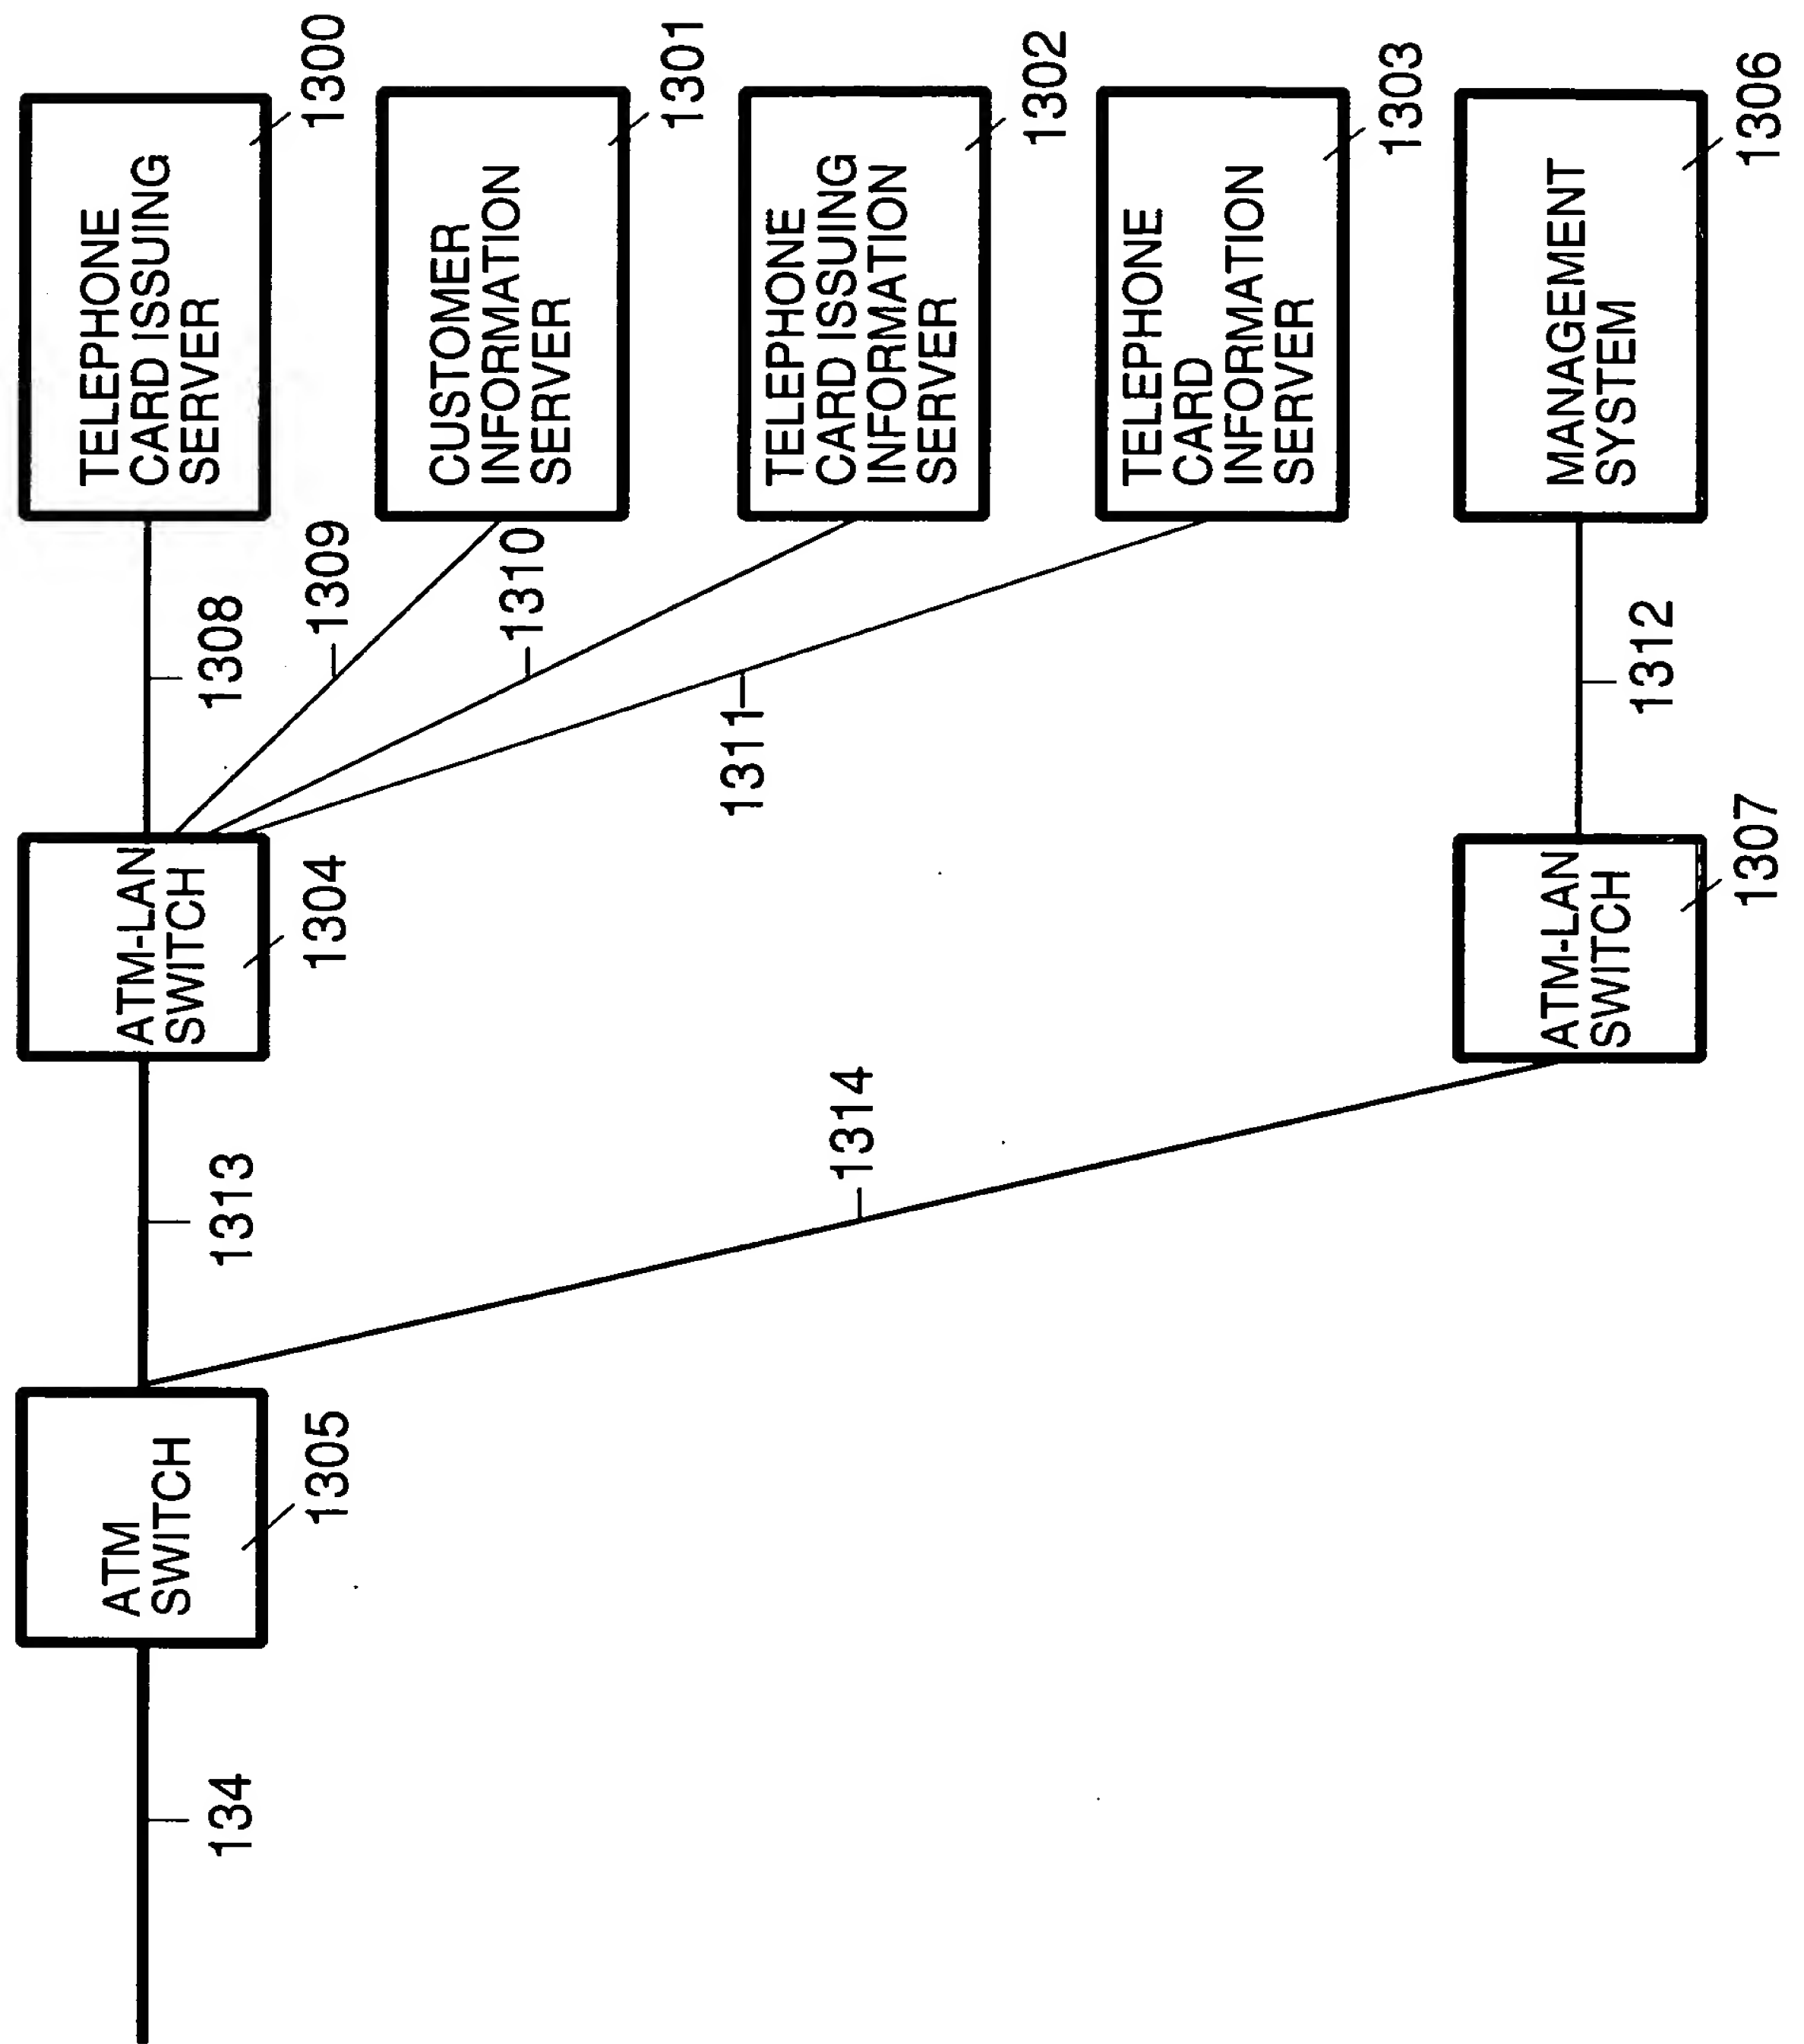 TELEPHONE
CARD ISSUING
SERVER
1300
CUSTOMER
INFORMATION
SERVER
1301
TELEPHONE
CARD ISSUING
INFORMATION
SERVER
1302
TELEPHONE
CARD
INFORMATION
SERVER
1303
MANAGEMENT
SYSTEM
1306
1308
1309
1310
1311
1312
ATM-LAN
SWITCH
1304
ATM-LAN
SWITCH
1307
1313
1314
ATM
SWITCH
1305
134